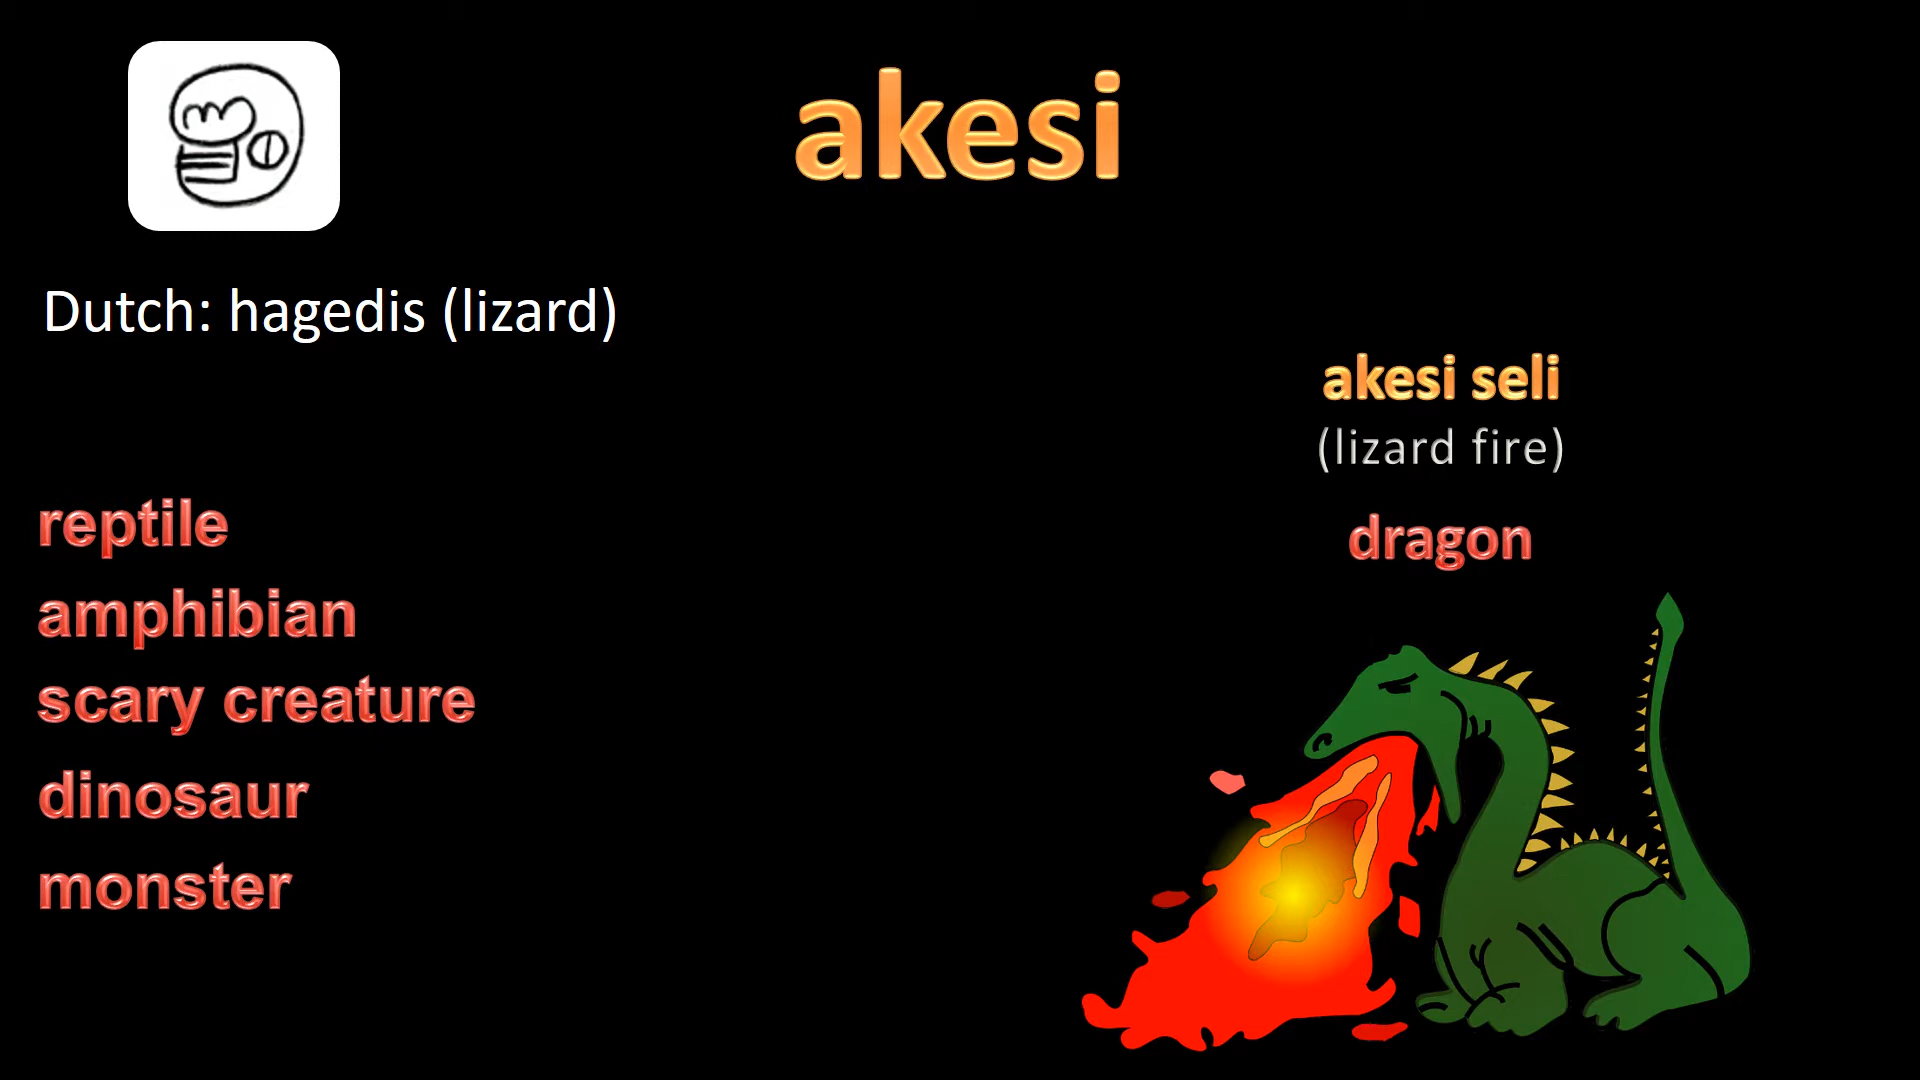 akesi
Dutch: hagedis (lizard)
reptile
amphibian
scary creature
dinosaur
monster
akesi seli
(lizard fire)
dragon